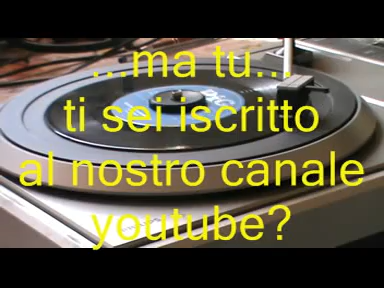 ...ma tu...
ti sei iscritto
al nostro canale
youtube?